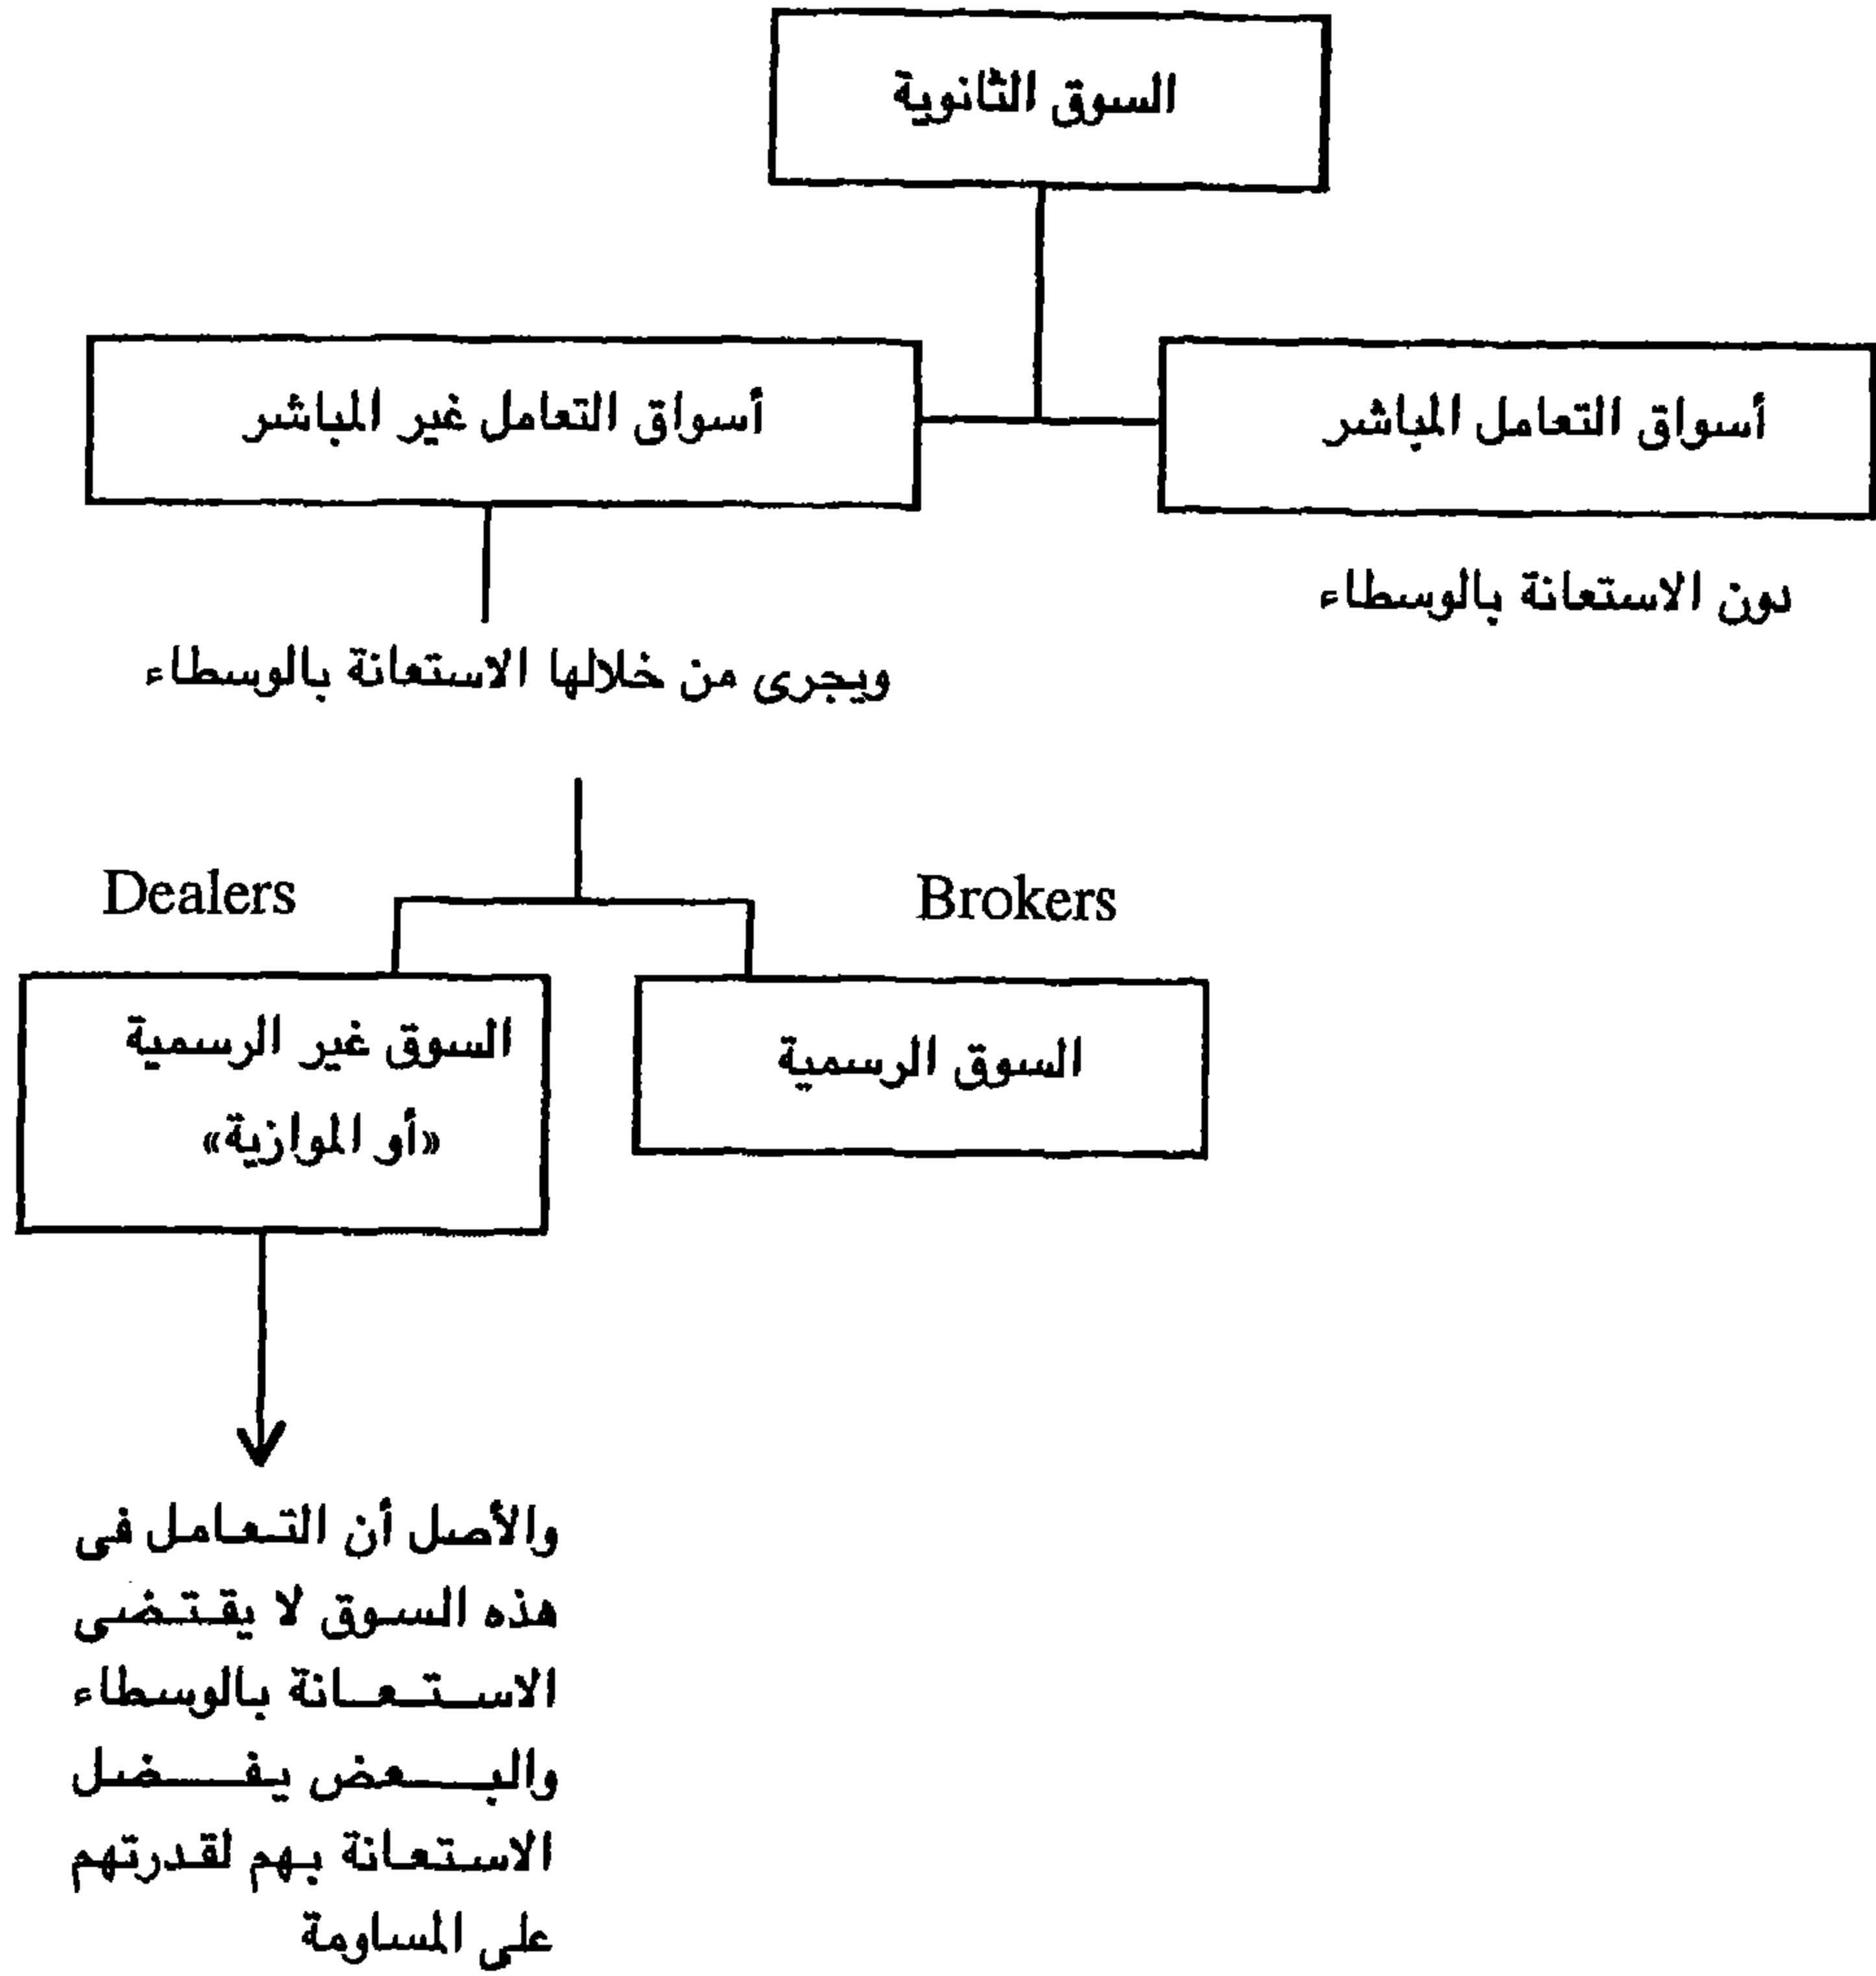 السوق الثانوية
أسواق التعامل المباشر
أسواق التعامل غير المباشر
دون الاستعانة بالوسطاء
ويجرى من خلالها الاستعانة بالوسطاء
Brokers
Dealers
السوق الرسمية
السوق غير الرسمية
«أو الموازية»
والأصل أن التعامل فى
هذه السوق لا يقتضى
الاستعانة بالوسطاء
والبعض يفضل
الاستعانة بهم لقدرتهم
على المساومة